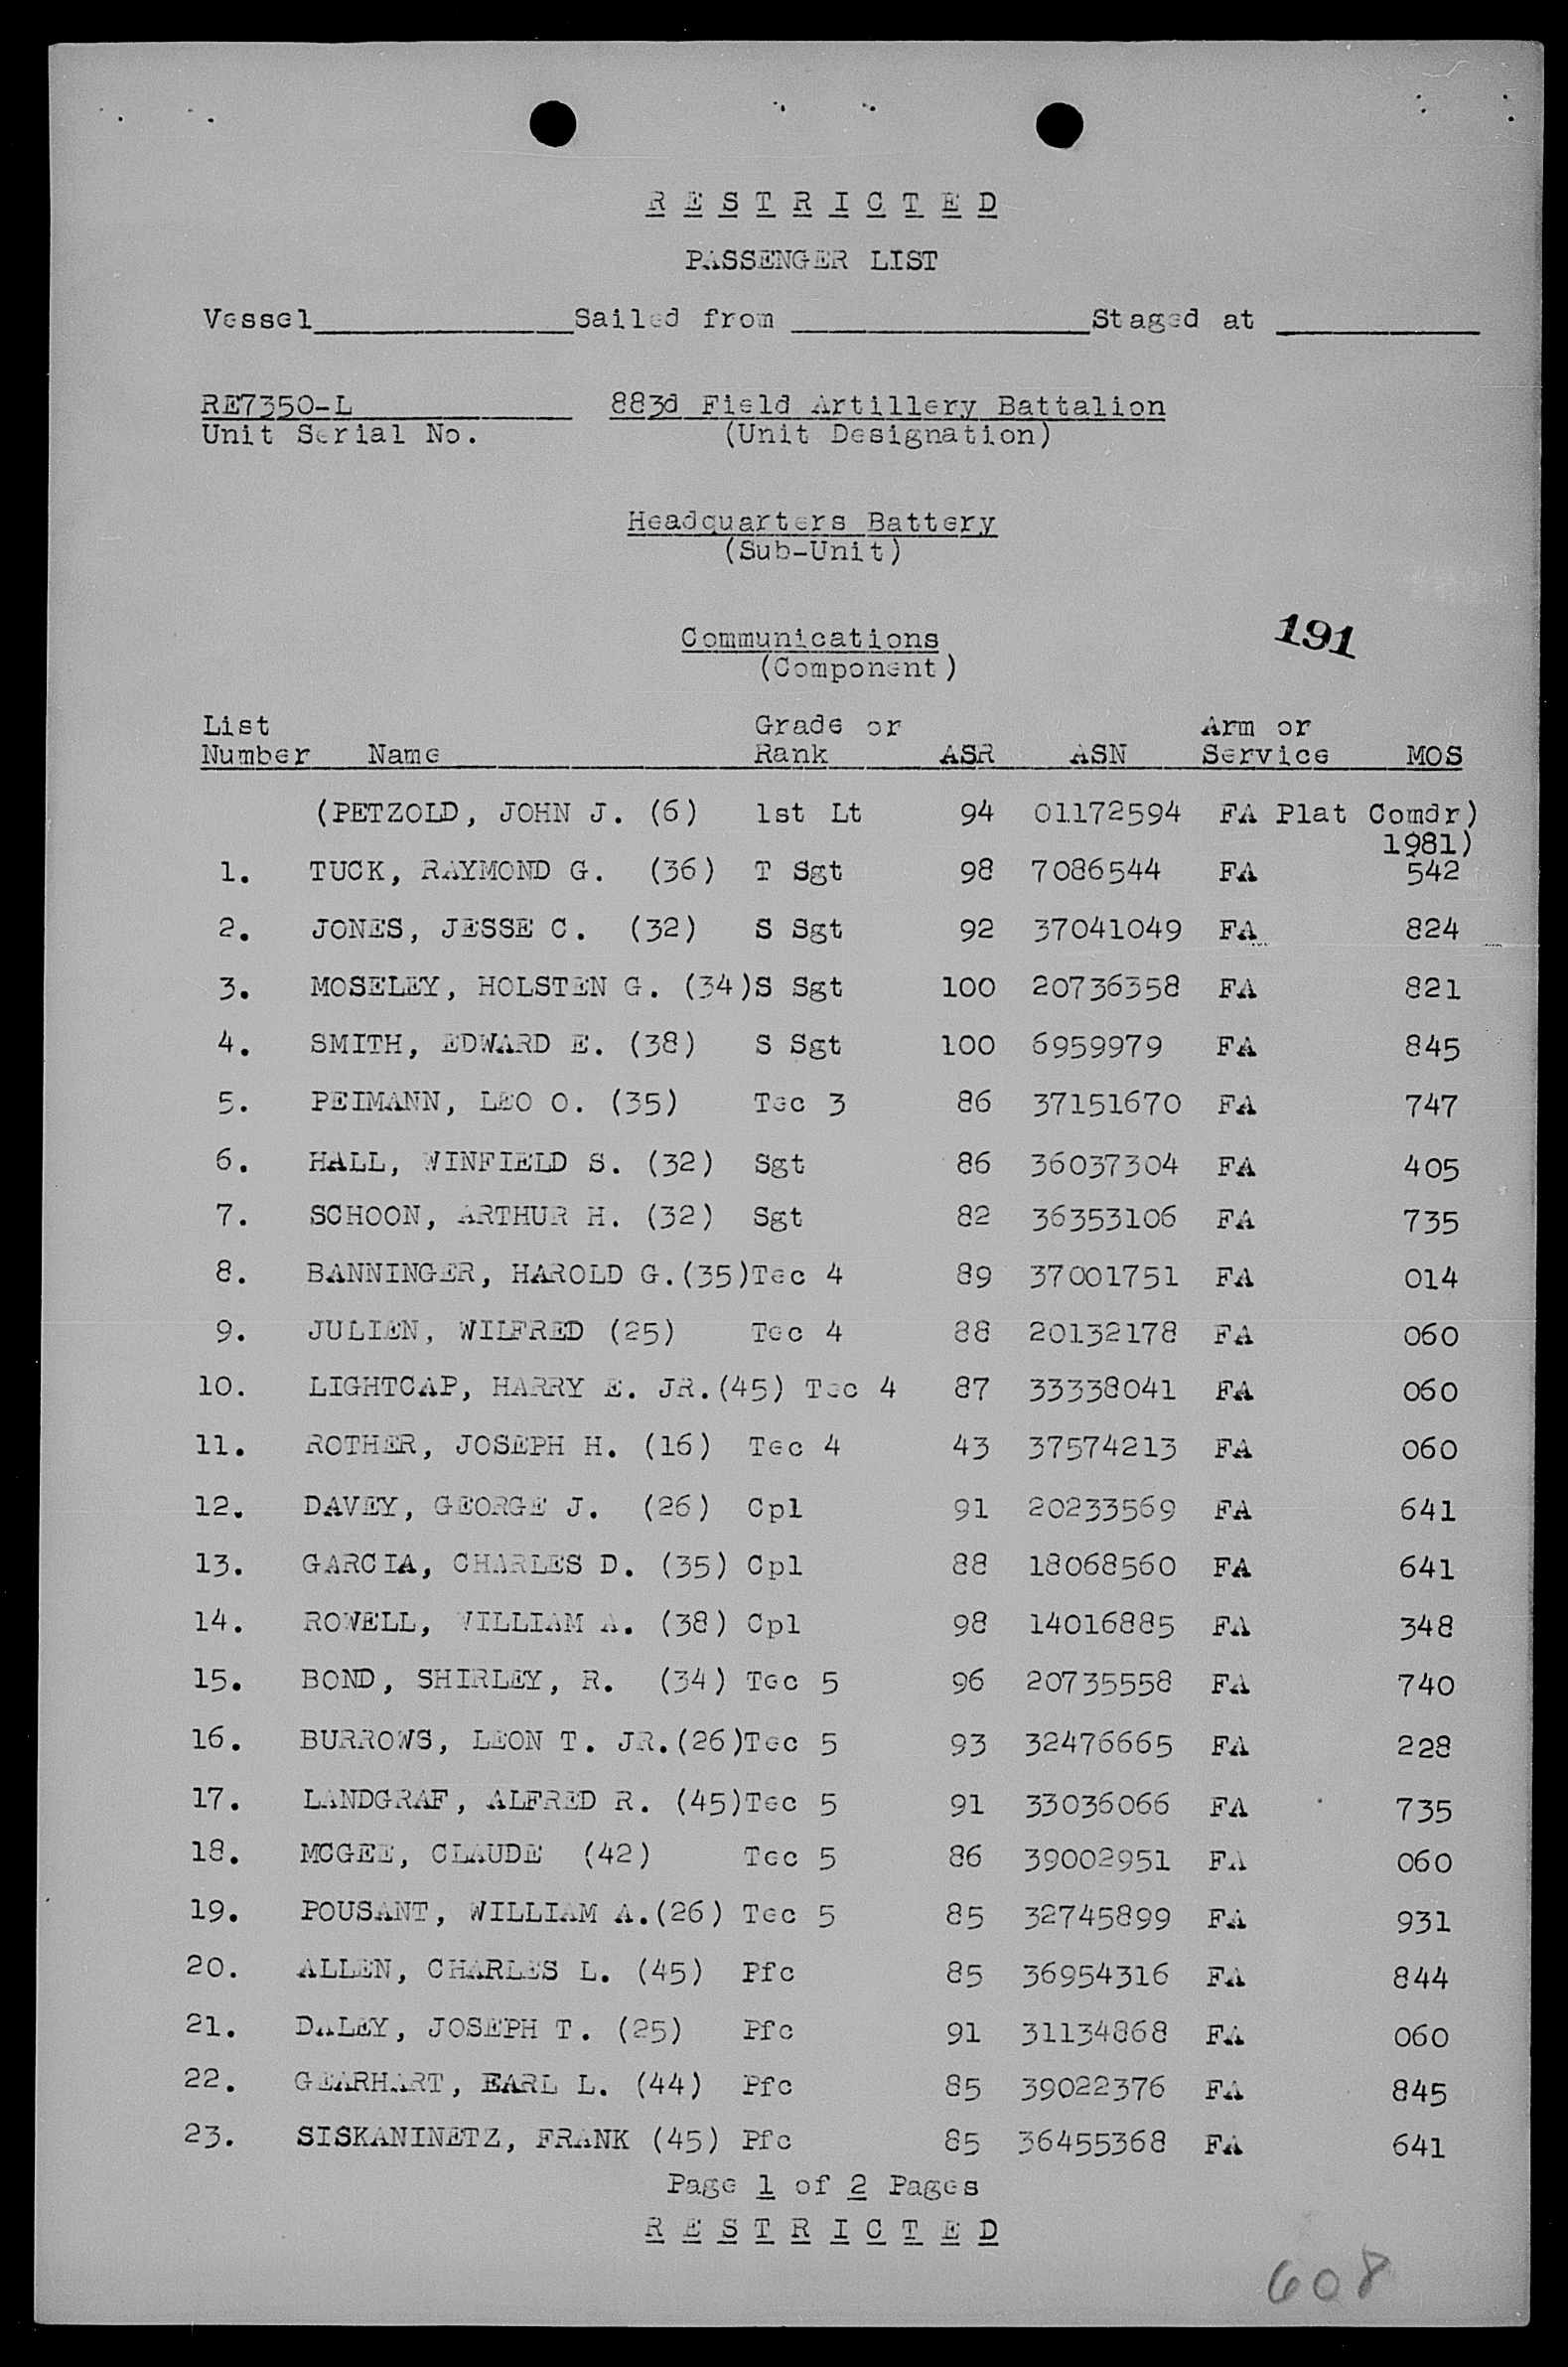 R E S T R I C T E D
PASSENGER LIST
Vessel______________Sailed from ________________Staged at ___________
RE7350-L 883d Field Artillery Battalion
Unit Serial No. (Unit Designation)
Headquarters Battery
(Sub-Unit)
191
Communications
(Component)
List Grade or Arm or
Number Name Rank ASR ASN Service MOS
(PETZOLD, JOHN J. (6) 1st Lt 94 01172594 FA Plat Comdr)
1981)
1. TUCK, RAYMOND G. (36) T Sgt 98 7086544 FA 542
2. JONES, JESSE C. (32) S Sgt 92 37041049 FA 824
3. MOSELEY, HOLSTEN G. (34)S Sgt 100 20736358 FA 821
4. SMITH, EDWARD E. (38) S Sgt 100 6959979 FA 845
5. PEIMANN, LEO O. (35) Tec 3 86 37151670 FA 747
6. HALL, WINFIELD S. (32) Sgt 86 36037304 FA 405
7. SCHOON, ARTHUR H. (32) Sgt 82 36353106 FA 735
8. BANNINGER, HAROLD G.(35)Tec 4 89 37001751 FA 014
9. JULIEN, WILFRED (25) Tec 4 88 20132178 FA 060
10. LIGHTCAP, HARRY E. JR.(45) Tec 4 87 33338041 FA 060
11. ROTHER, JOSEPH H. (16) Tec 4 43 37574213 FA 060
12. DAVEY, GEORGE J. (26) Cpl 91 20233569 FA 641
13. GARCIA, CHARLES D. (35) Cpl 88 18068560 FA 641
14. ROWELL, WILLIAM A. (38) Cpl 98 14016885 FA 348
15. BOND, SHIRLEY, R. (34) Tec 5 96 20735558 FA 740
16. BURROWS, LEON T. JR.(26)Tec 5 93 32476665 FA 228
17. LANDGRAF, ALFRED R. (45)Tec 5 91 33036066 FA 735
18. MCGEE, CLAUDE (42) Tec 5 86 39002951 FA 060
19. POUSANT, WILLIAM A.(26) Tec 5 85 32745899 FA 931
20. ALLEN, CHARLES L. (45) Pfc 85 36954316 FA 844
21. DALEY, JOSEPH T. (25) Pfc 91 31134868 FA 060
22. GEARHART, EARL L. (44) Pfc 85 39022376 FA 845
23. SISKANINETZ, FRANK (45) Pfc 85 36455368 FA 641
Page 1 of 2 Pages
R E S T R I C T E D
608